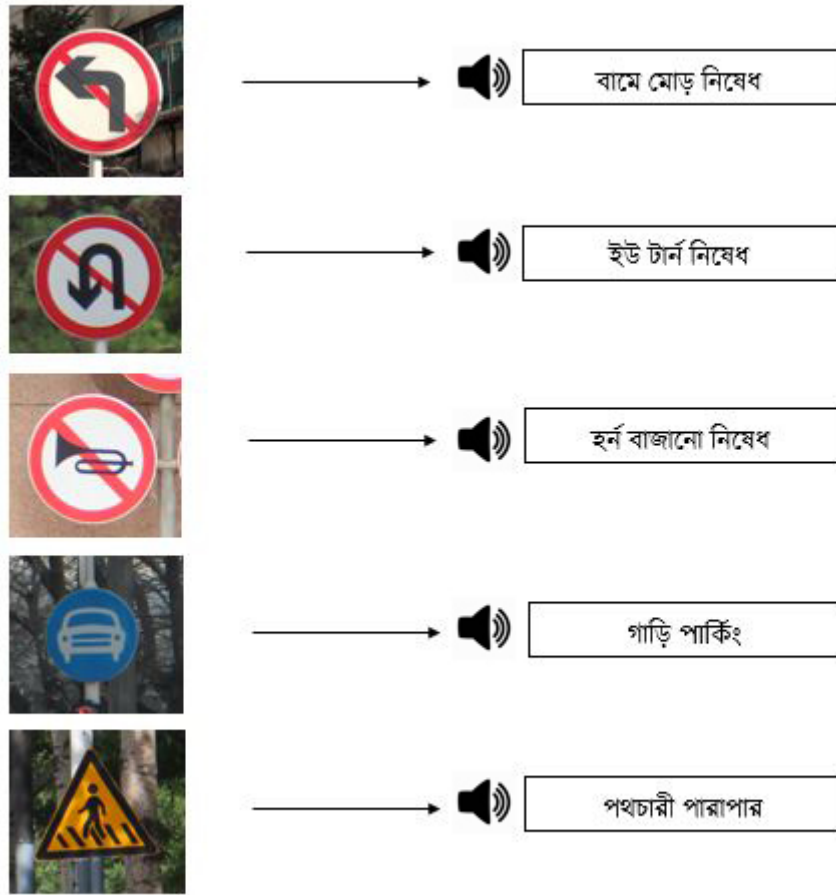 বামে মোড় নিষেধ
ইউ টার্ন নিষেধ
হর্ন বাজানো নিষেধ
গাড়ি পার্কিং
পথচারী পারাপার